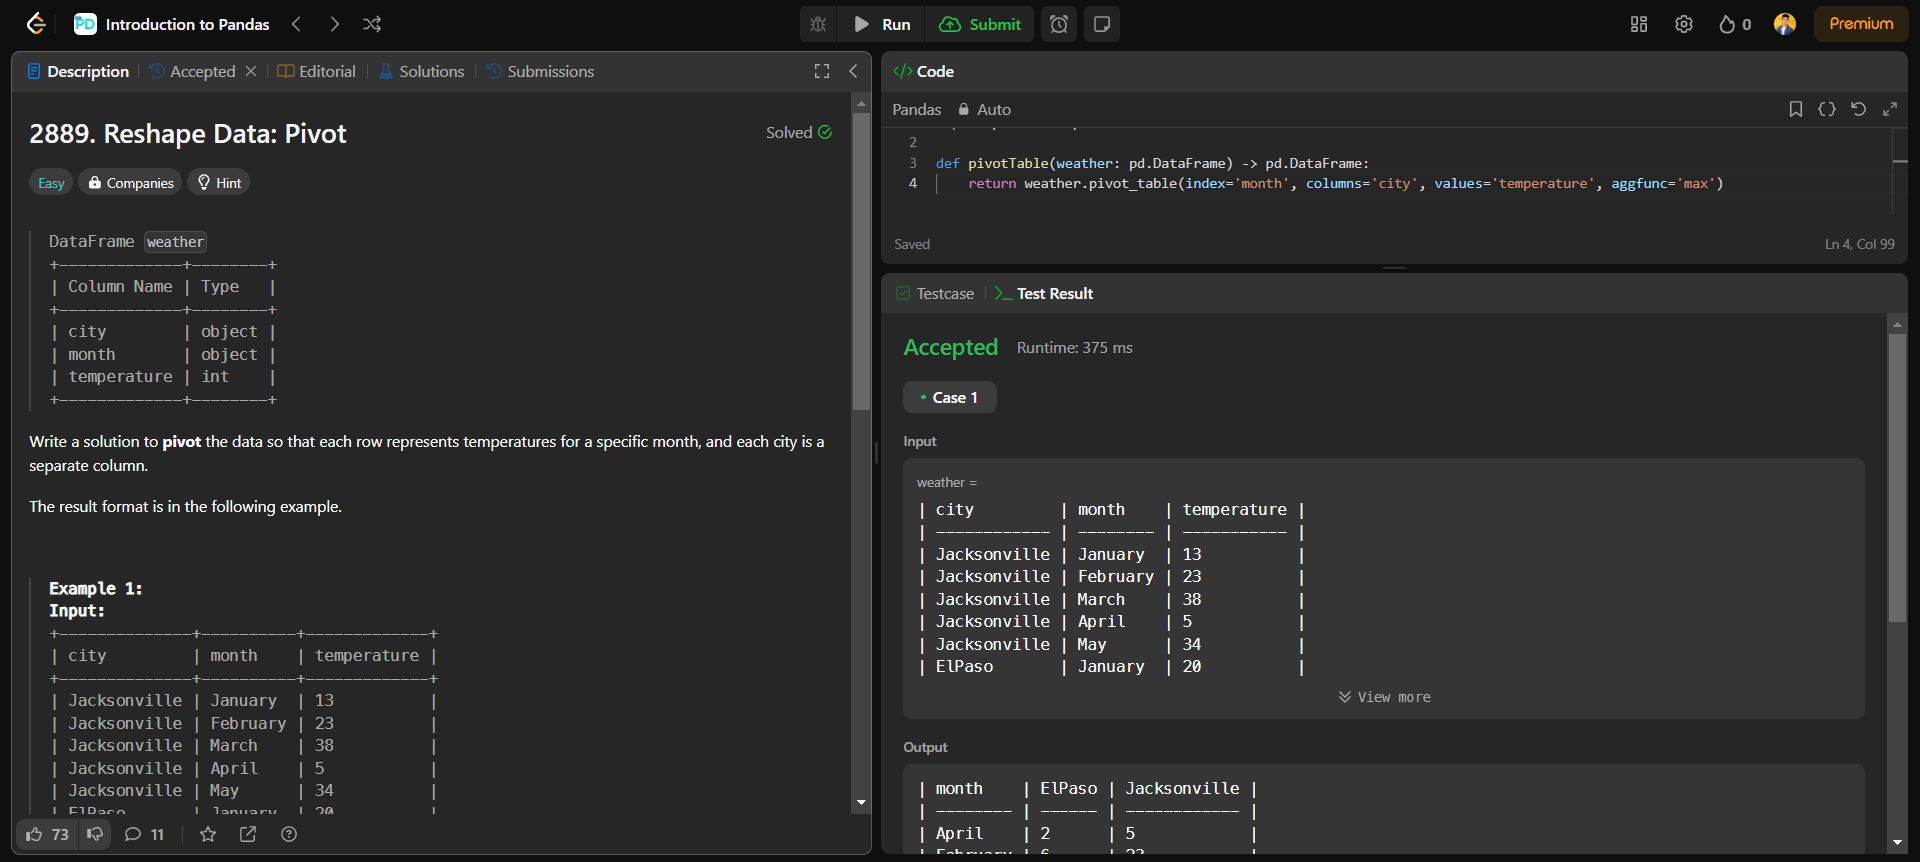 Introduction to Pandas
Run
Submit
0
Premium
Description
Accepted
Editorial
Solutions
Submissions
2889. Reshape Data: Pivot
Solved
Easy
Companies
Hint
DataFrame weather
+-------------+--------+
| Column Name | Type   |
+-------------+--------+
| city        | object |
| month       | object |
| temperature | int    |
+-------------+--------+
Write a solution to pivot the data so that each row represents temperatures for a specific month, and each city is a
separate column.
The result format is in the following example.
Example 1:
Input:
+--------------+----------+-------------+
| city         | month    | temperature |
+--------------+----------+-------------+
| Jacksonville | January  | 13          |
| Jacksonville | February | 23          |
| Jacksonville | March    | 38          |
| Jacksonville | April    | 5           |
| Jacksonville | May      | 34          |
| ElPaso       | January  | 20          |
73
11
Code
Pandas
Auto
2
3 def pivotTable(weather: pd.DataFrame) -> pd.DataFrame:
4     return weather.pivot_table(index='month', columns='city', values='temperature', aggfunc='max')
Saved
Ln 4, Col 99
Testcase
Test Result
Accepted
Runtime: 375 ms
Case 1
Input
weather =
| city         | month    | temperature |
| ------------ | -------- | ----------- |
| Jacksonville | January  | 13          |
| Jacksonville | February | 23          |
| Jacksonville | March    | 38          |
| Jacksonville | April    | 5           |
| Jacksonville | May      | 34          |
| ElPaso       | January  | 20          |
View more
Output
| month    | ElPaso | Jacksonville |
| -------- | ------ | ------------ |
| April    | 2      | 5            |
| February | 6      | 23           |